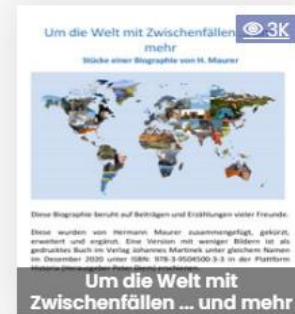 Um die Welt mit Zwischenfällen
3K
mehr
Stücke einer Biographie von H. Maurer
Diese Biographie beruht auf Beiträgen und Erzählungen vieler Freunde.
Diese wurden von Hermann Maurer zusammengefügt, gekürzt,
erweitert und ergänzt. Eine Version mit weniger Bildern ist als
gedrucktes Buch im Verlag Johannes Martinek unter gleichem Namen
im Dezember 2020 unter ISBN: 978-3-9504500-3-3 in der Plattform
Um die Welt mit
Zwischenfällen ... und mehr